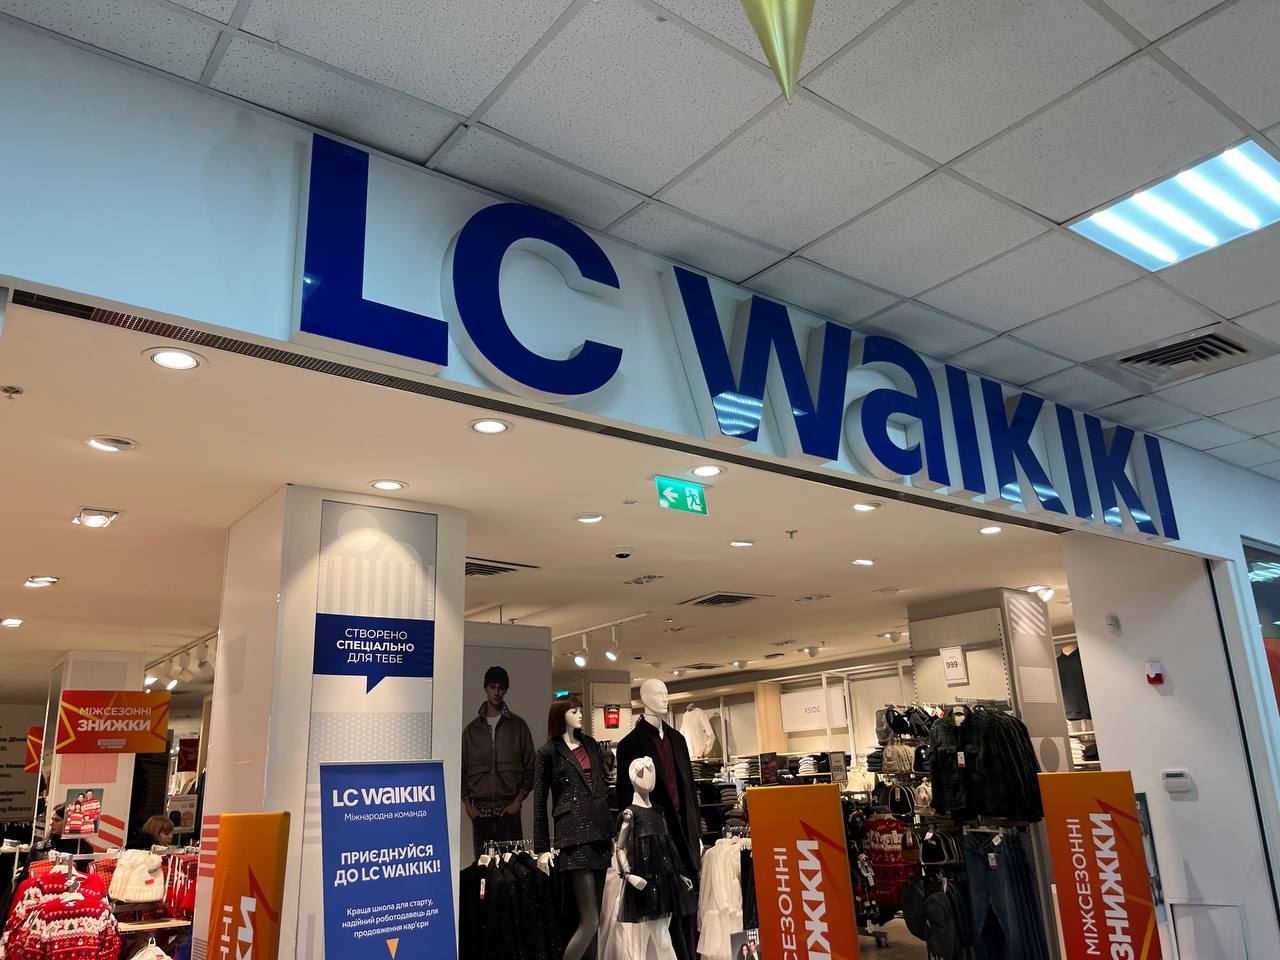 LC WAIKIKI
СТВОРЕНО
СПЕЦІАЛЬНО
ДЛЯ ТЕБЕ
МІЖСЕЗОННІ
ЗНИЖКИ
LC WAIKIKI
Міжнародна команда
ПРИЄДНУЙСЯ
ДО LC WAIKIKI!
Краща школа для старту,
надійний роботодавець для
продовження кар'єри
XSIDE
999
МІЖСЕЗОННІ
ЗНИЖКИ